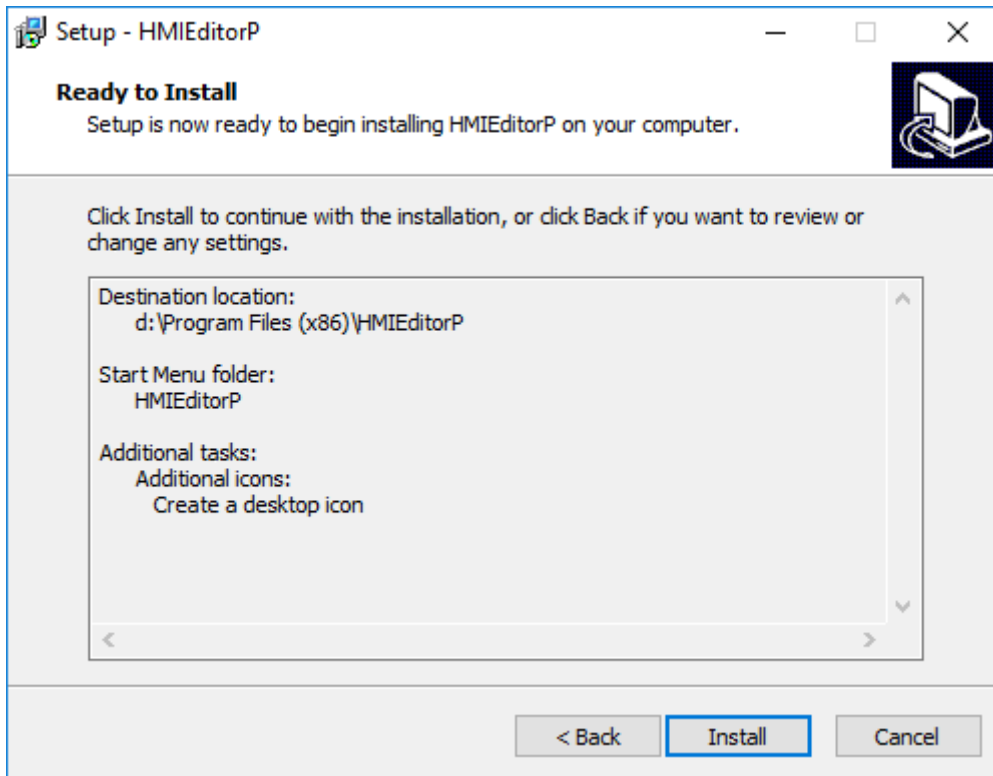 Setup - HMIEditorP
Ready to Install
Setup is now ready to begin installing HMIEditorP on your computer.
Click Install to continue with the installation, or click Back if you want to review or
change any settings.
Destination location:
d:\Program Files (x86)\HMIEditorP
Start Menu folder:
HMIEditorP
Additional tasks:
Additional icons:
Create a desktop icon
< Back
Install
Cancel